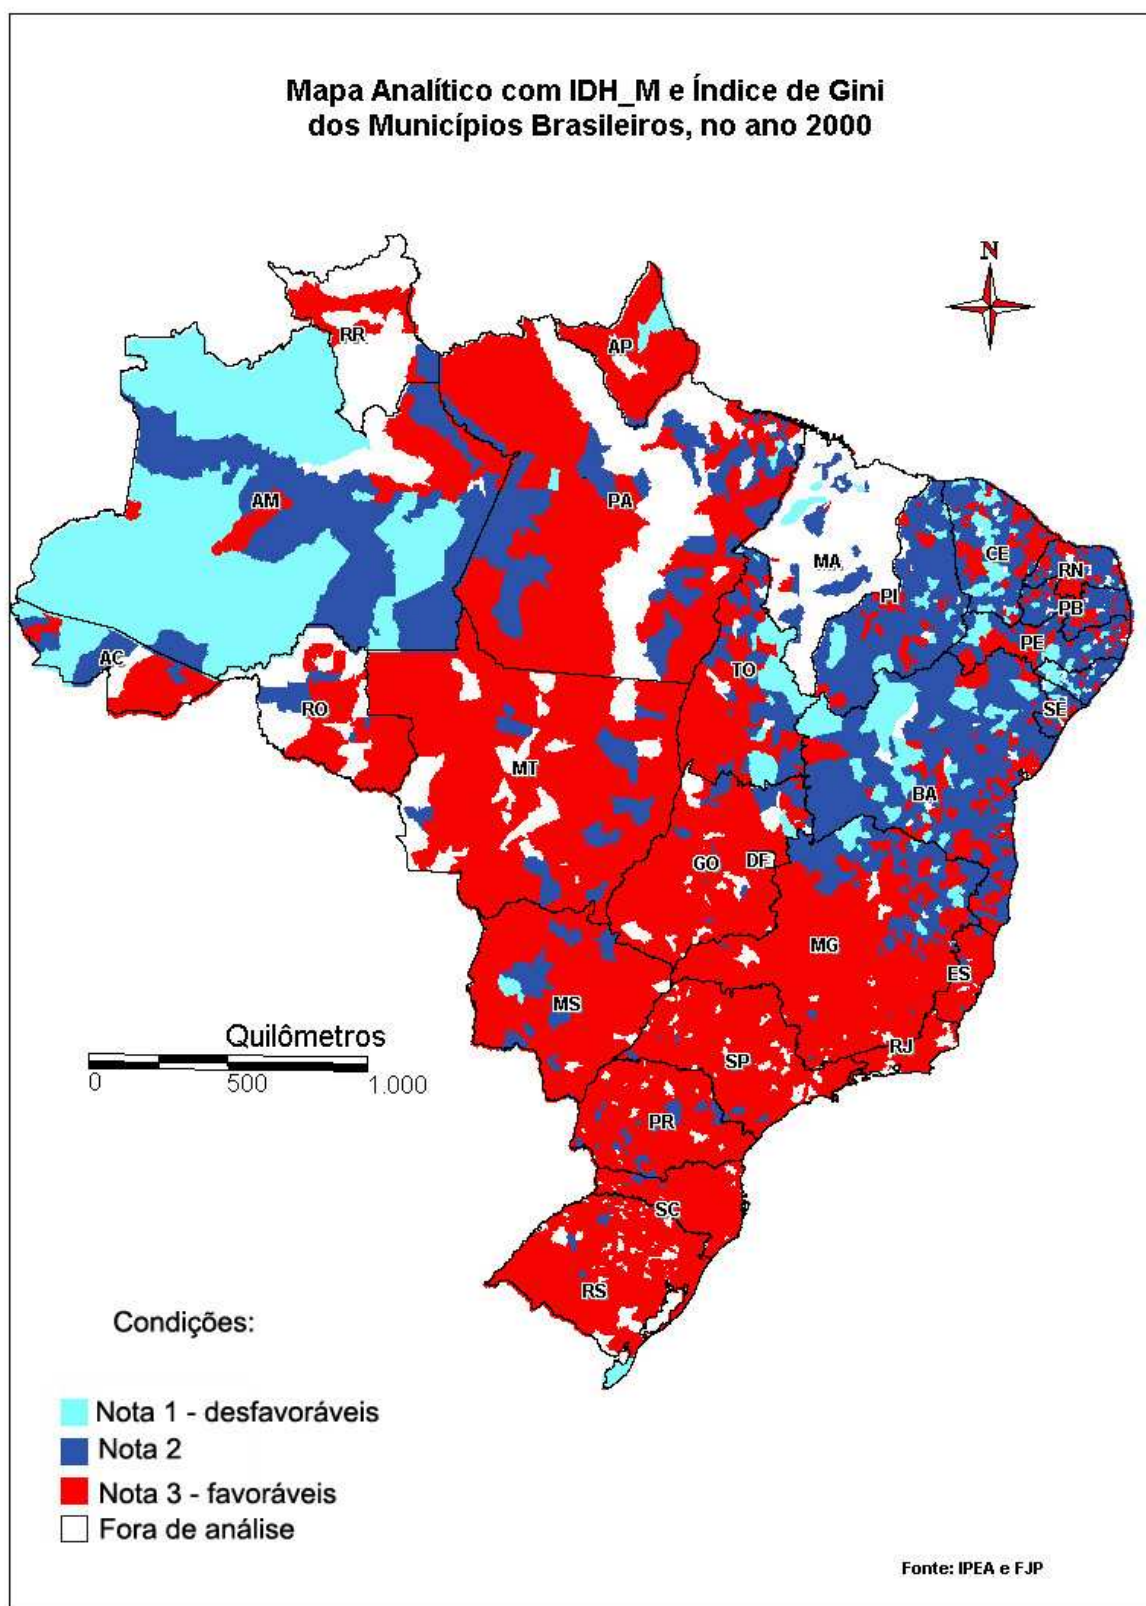 Mapa Analítico com IDH_M e Índice de Gini
dos Municípios Brasileiros, no ano 2000
N
RR
AP
AM
PA
MA
CE
RN
PB
PI
PE
AC
TO
SE
RO
MT
BA
GO
DF
MG
ES
MS
SP
RJ
PR
SC
RS
Quilômetros
0 500 1.000
Condições:
Nota 1 - desfavoráveis
Nota 2
Nota 3 - favoráveis
Fora de análise
Fonte: IPEA e FJP